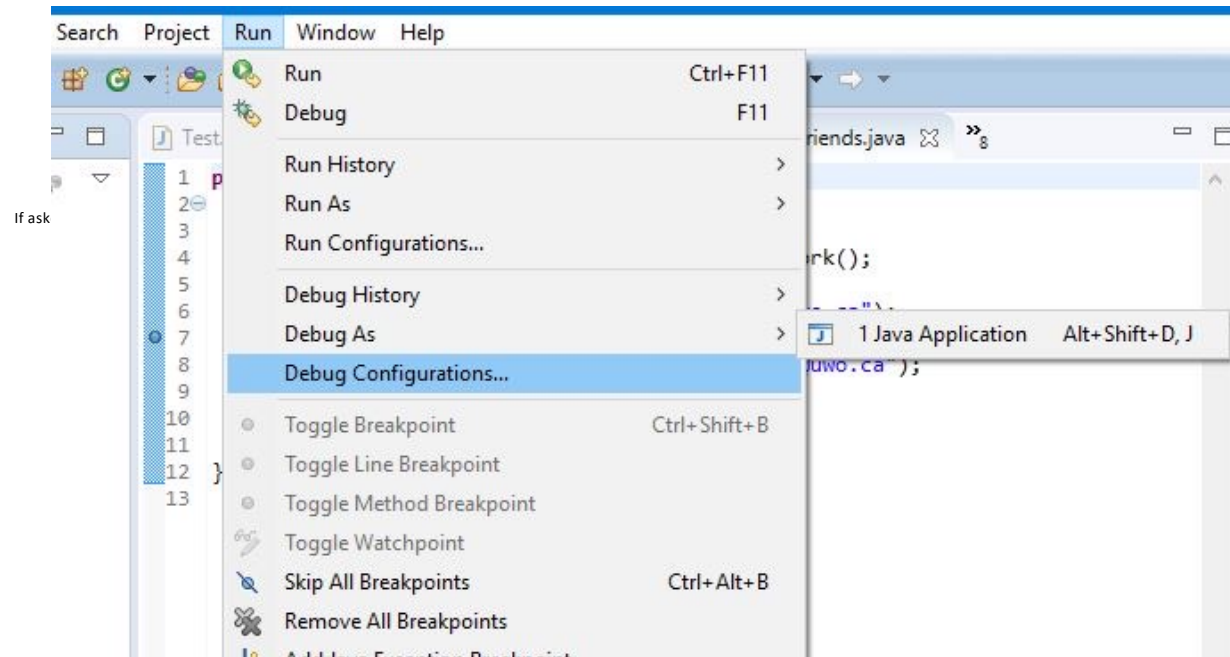 Search Project Run Window Help
Run Ctrl+F11
Debug F11
Test
riends.java »8
Run History >
Run As >
Run Configurations...
Debug History >
Debug As >
1 Java Application Alt+Shift+D, J
Debug Configurations...
Toggle Breakpoint Ctrl+Shift+B
Toggle Line Breakpoint
Toggle Method Breakpoint
Toggle Watchpoint
Skip All Breakpoints Ctrl+Alt+B
Remove All Breakpoints
If ask
1 p
2
3
4 rk();
5
6
7
8 uwo.ca");
9
10
11
12 }
13